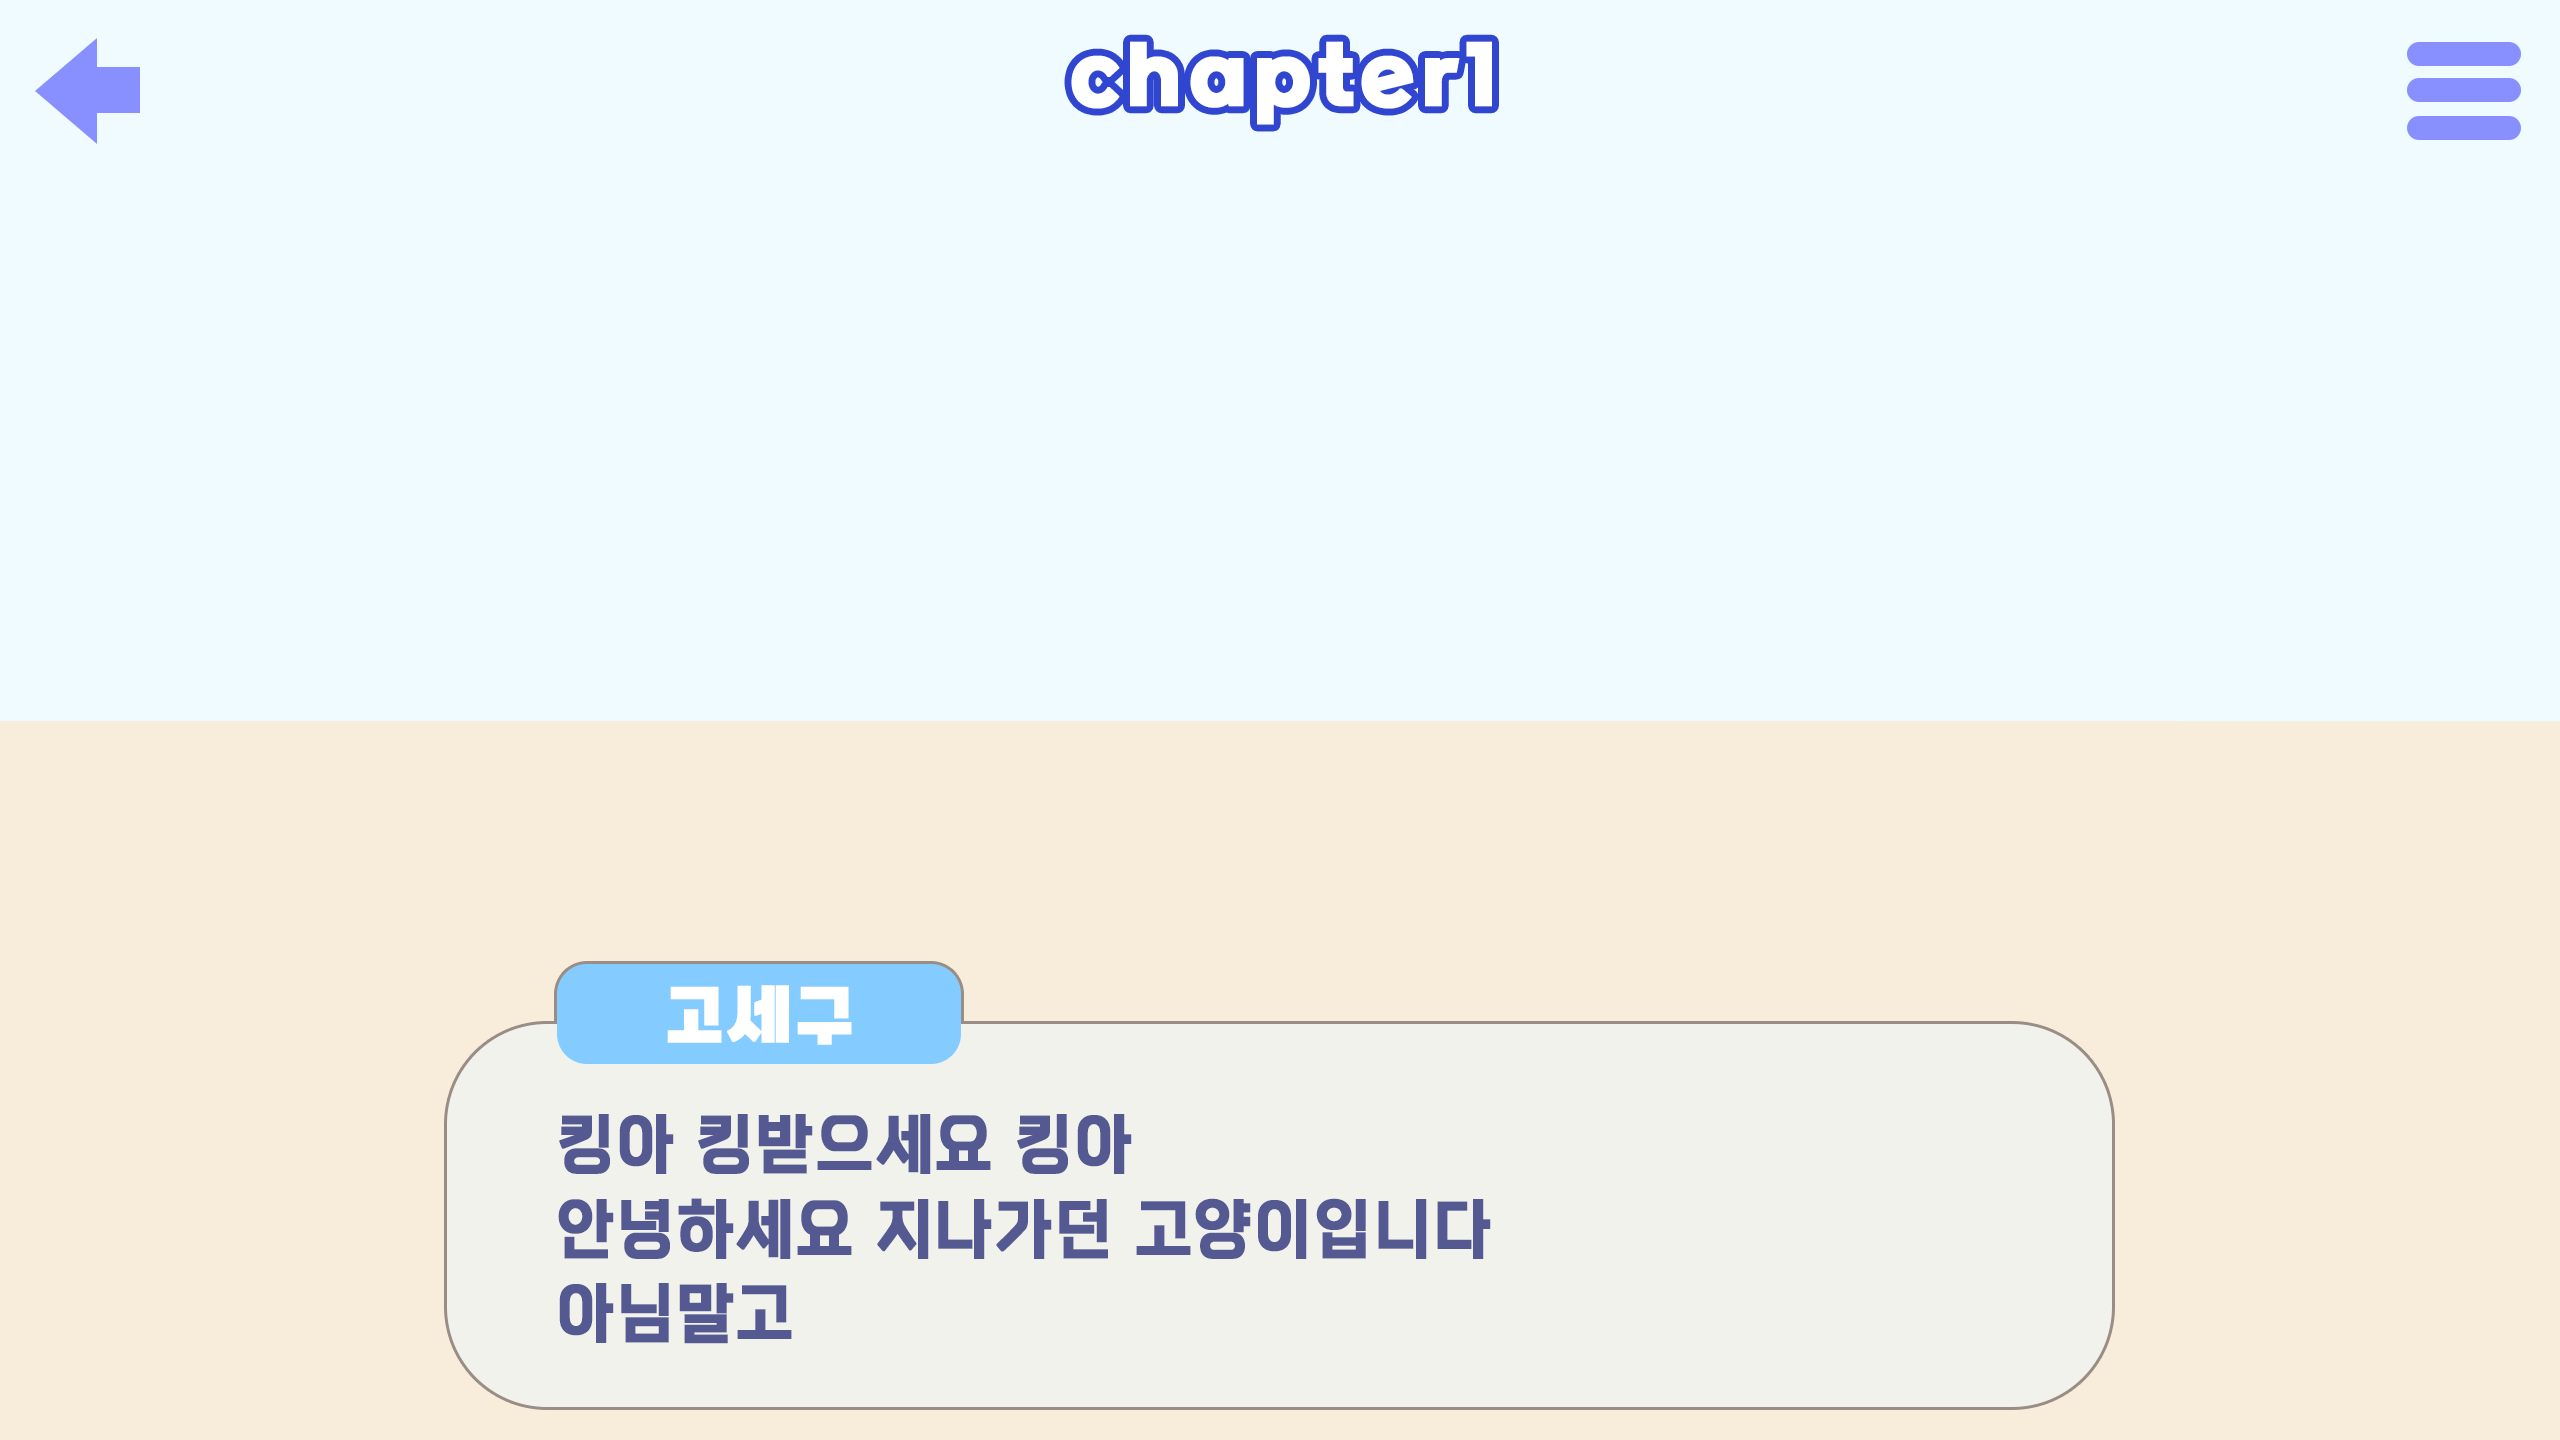 chapter1
고세구
킹아 킹받으세요 킹아
안녕하세요 지나가던 고양이입니다
아님말고